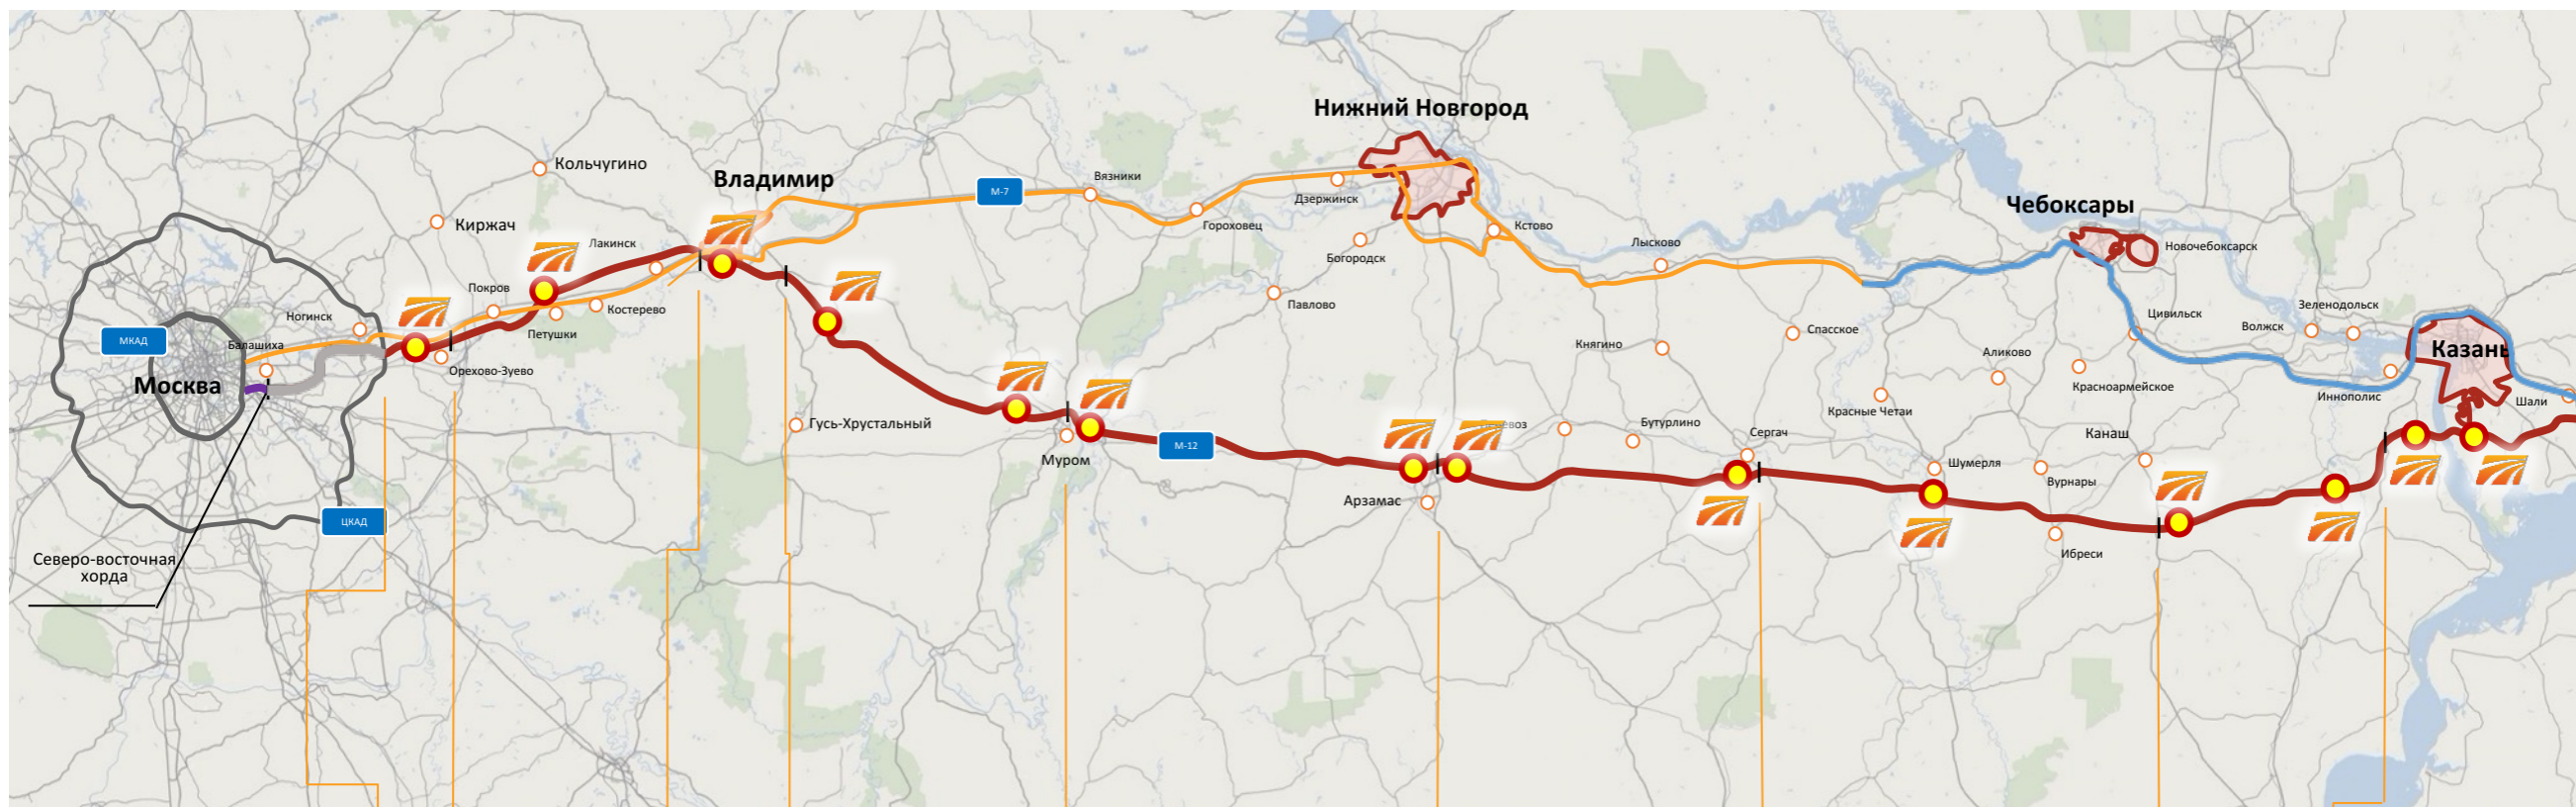 Нижний Новгород
Кольчугино
Владимир
М-7
Вязники
Дзержинск
Чебоксары
Киржач
Гороховец
Кстово
Новочебоксарск
Лакинск
Богородск
Лысково
Покров
Костерево
Павлово
Зеленодольск
Ногинск
Петушки
Спасское
Цивильск
Волжск
МКАД
Балашиха
Княгино
Аликово
Казань
Москва
Орехово-Зуево
Красноармейское
Иннополис
Шали
Гусь-Хрустальный
Красные Четаи
Бутурлино
Сергач
Канаш
М-12
Муром
Шумерля
Вурнары
Арзамас
ЦКАД
Ибреси
Северо-восточная
хорда